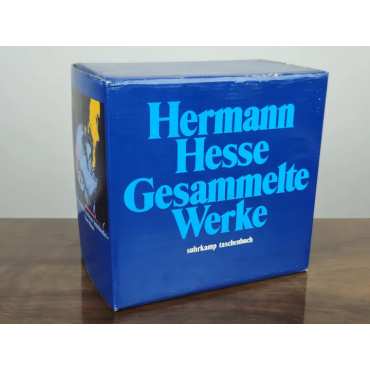 Hermann
Hesse
Gesammelte
Werke
suhrkamp taschenbuch